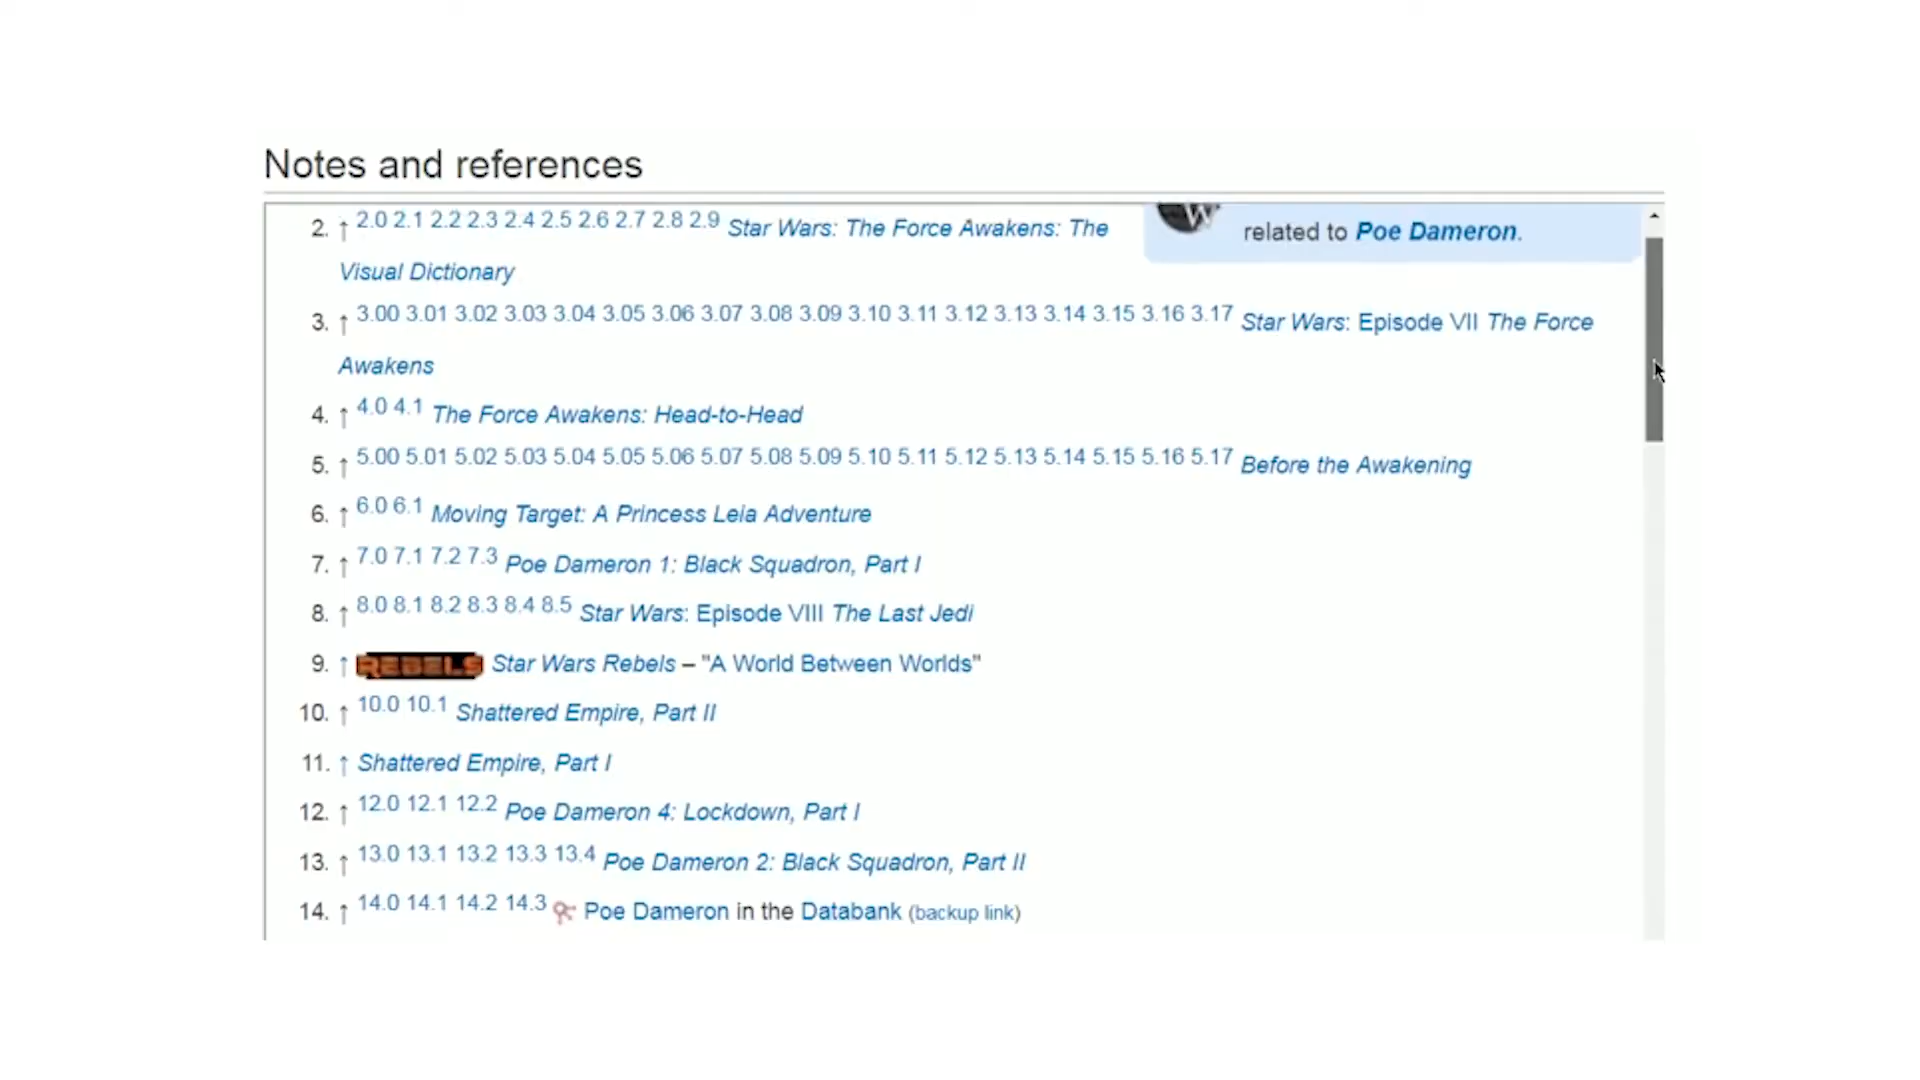 Notes and references
2. ↑ 2.0 2.1 2.2 2.3 2.4 2.5 2.6 2.7 2.8 2.9 Star Wars: The Force Awakens: The
Visual Dictionary
W related to Poe Dameron.
3. ↑ 3.00 3.01 3.02 3.03 3.04 3.05 3.06 3.07 3.08 3.09 3.10 3.11 3.12 3.13 3.14 3.15 3.16 3.17 Star Wars: Episode VII The Force
Awakens
4. ↑ 4.0 4.1 The Force Awakens: Head-to-Head
5. ↑ 5.00 5.01 5.02 5.03 5.04 5.05 5.06 5.07 5.08 5.09 5.10 5.11 5.12 5.13 5.14 5.15 5.16 5.17 Before the Awakening
6. ↑ 6.0 6.1 Moving Target: A Princess Leia Adventure
7. ↑ 7.0 7.1 7.2 7.3 Poe Dameron 1: Black Squadron, Part I
8. ↑ 8.0 8.1 8.2 8.3 8.4 8.5 Star Wars: Episode VIII The Last Jedi
9. ↑ REBELS Star Wars Rebels – "A World Between Worlds"
10. ↑ 10.0 10.1 Shattered Empire, Part II
11. ↑ Shattered Empire, Part I
12. ↑ 12.0 12.1 12.2 Poe Dameron 4: Lockdown, Part I
13. ↑ 13.0 13.1 13.2 13.3 13.4 Poe Dameron 2: Black Squadron, Part II
14. ↑ 14.0 14.1 14.2 14.3 Poe Dameron in the Databank (backup link)